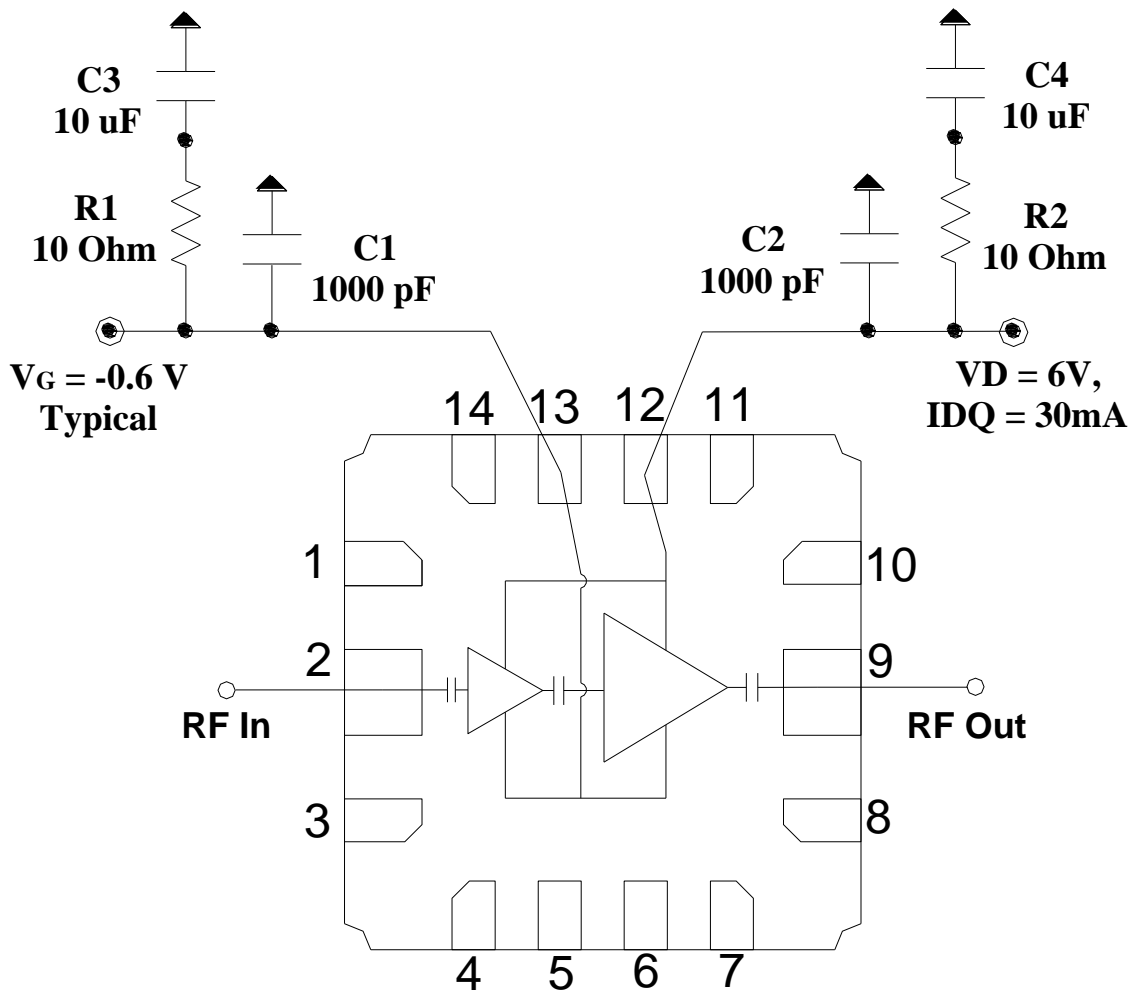 C3
10 uF
R1
10 Ohm
C1
1000 pF
VG = -0.6 V
Typical
C4
10 uF
R2
10 Ohm
C2
1000 pF
VD = 6V,
IDQ = 30mA
14 13 12 11
1
2
3
10
9
8
RF In
RF Out
4 5 6 7